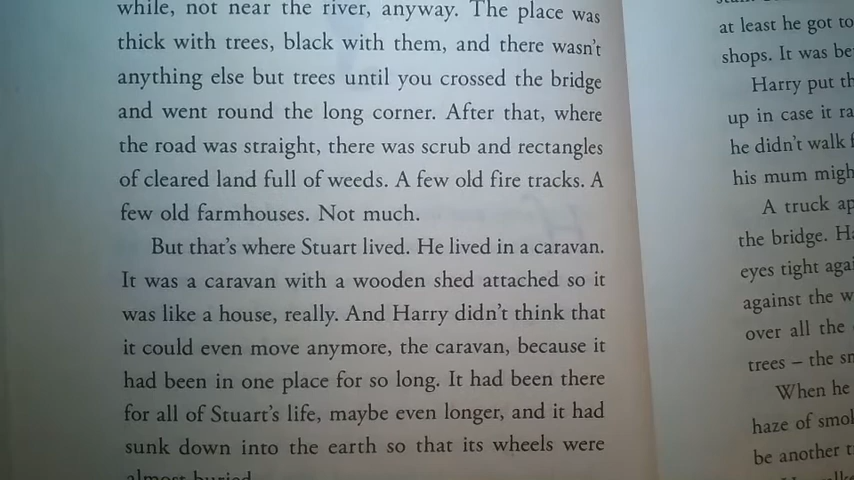 while, not near the river, anyway. The place was
thick with trees, black with them, and there wasn't
anything else but trees until you crossed the bridge
and went round the long corner. After that, where
the road was straight, there was scrub and rectangles
of cleared land full of weeds. A few old fire tracks. A
few old farmhouses. Not much.
But that's where Stuart lived. He lived in a caravan.
It was a caravan with a wooden shed attached so it
was like a house, really. And Harry didn't think that
it could even move anymore, the caravan, because it
had been in one place for so long. It had been there
for all of Stuart's life, maybe even longer, and it had
sunk down into the earth so that its wheels were
almost buried.
at least he got to
shops. It was be
Harry put th
up in case it ra
he didn't walk f
his mum migh
A truck ap
the bridge. Ha
eyes tight agai
against the w
over all the
trees – the sm
When he
haze of smok
be another t